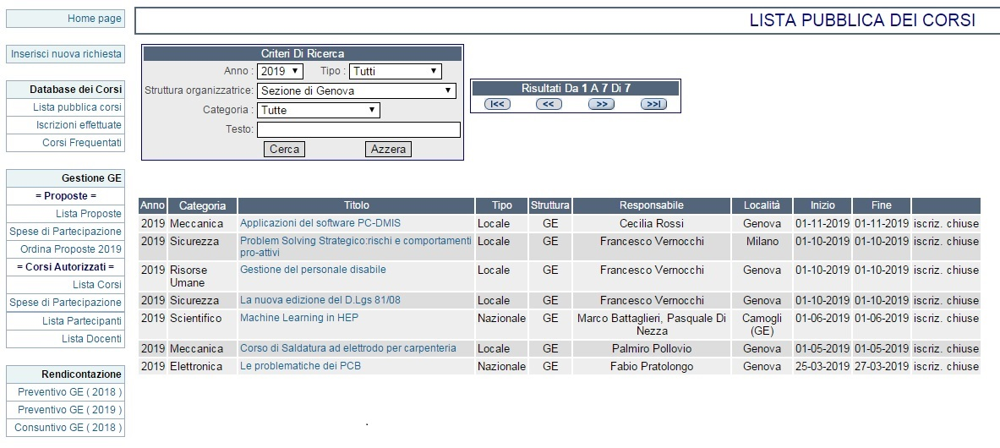 Home page
Inserisci nuova richiesta
Database dei Corsi
Lista pubblica corsi
Iscrizioni effettuate
Corsi Frequentati
Gestione GE
= Proposte =
Lista Proposte
Spese di Partecipazione
Ordina Proposte 2019
= Corsi Autorizzati =
Lista Corsi
Spese di Partecipazione
Lista Partecipanti
Lista Docenti
Rendicontazione
Preventivo GE ( 2018 )
Preventivo GE ( 2019 )
Consuntivo GE ( 2018 )
LISTA PUBBLICA DEI CORSI
Criteri Di Ricerca
Anno : 2019 Tipo : Tutti
Struttura organizzatrice: Sezione di Genova
Categoria : Tutte
Testo:
Cerca Azzera
Risultati Da 1 A 7 Di 7
|<< << >> >>|
Anno Categoria Titolo Tipo Struttura Responsabile Località Inizio Fine
2019 Meccanica Applicazioni del software PC-DMIS Locale GE Cecilia Rossi Genova 01-11-2019 01-11-2019 iscriz. chiuse
2019 Sicurezza Problem Solving Strategico:rischi e comportamenti Locale GE Francesco Vernocchi Milano 01-10-2019 01-10-2019 iscriz. chiuse
pro-attivi
2019 Risorse Gestione del personale disabile Locale GE Francesco Vernocchi Genova 01-10-2019 01-10-2019 iscriz. chiuse
Umane
2019 Sicurezza La nuova edizione del D.Lgs 81/08 Locale GE Francesco Vernocchi Genova 01-10-2019 01-10-2019 iscriz. chiuse
2019 Scientifico Machine Learning in HEP Nazionale GE Marco Battaglieri, Pasquale Di Camogli 01-06-2019 01-06-2019 iscriz. chiuse
Nezza (GE)
2019 Meccanica Corso di Saldatura ad elettrodo per carpenteria Locale GE Palmiro Pollovio Genova 01-05-2019 01-05-2019 iscriz. chiuse
2019 Elettronica Le problematiche dei PCB Nazionale GE Fabio Pratolongo Genova 25-03-2019 27-03-2019 iscriz. chiuse
.